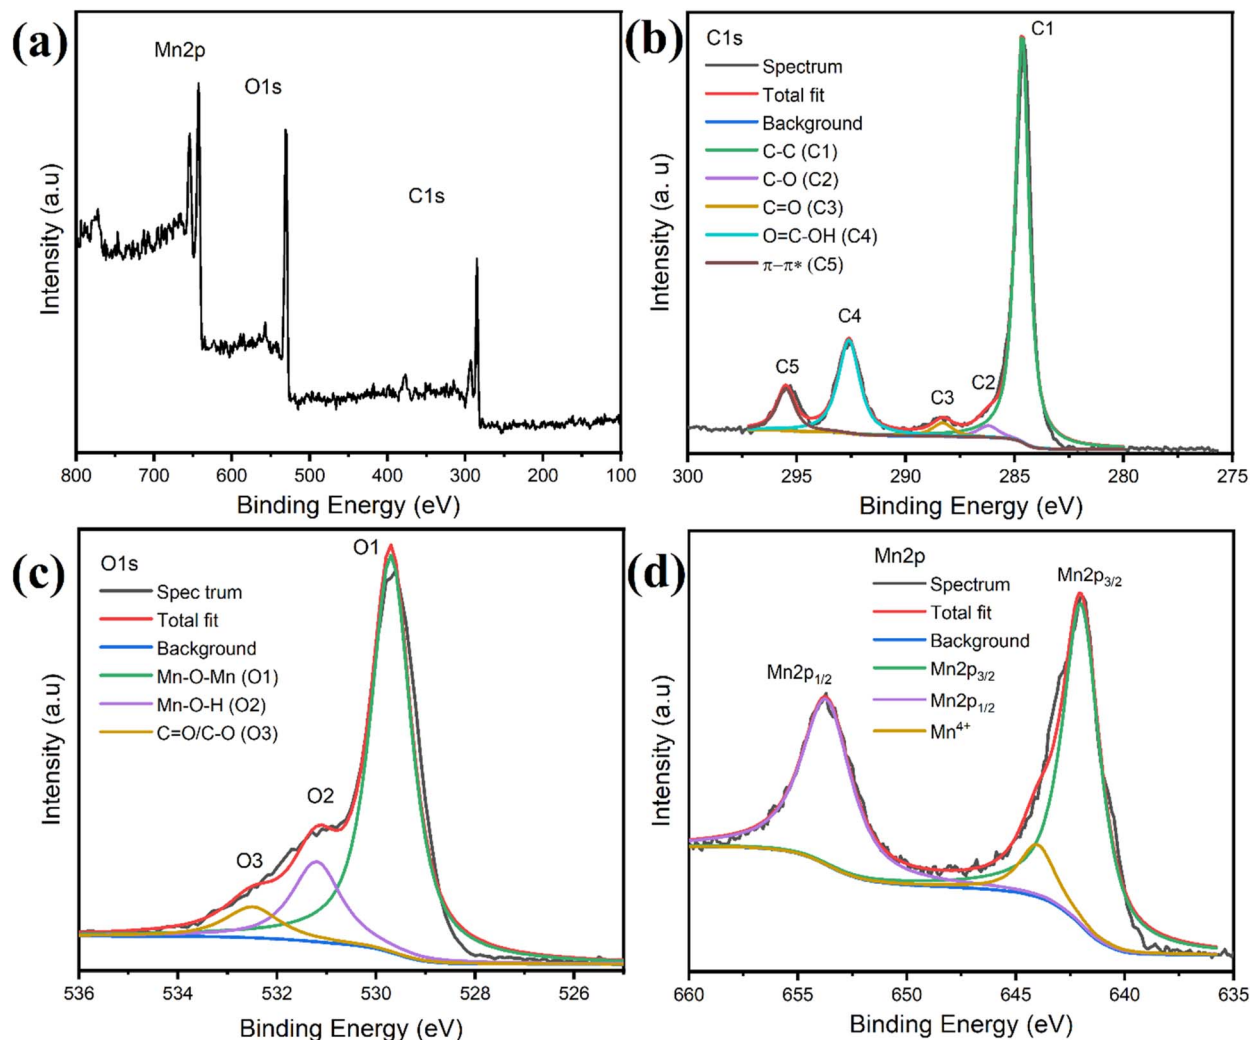 (a)
Mn2p
O1s
C1s
Intensity (a.u)
800 700 600 500 400 300 200 100
Binding Energy (eV)
(b)
C1s
Spectrum
Total fit
Background
C-C (C1)
C-O (C2)
C=O (C3)
O=C-OH (C4)
π−π* (C5)
C1
C4
C5
C3
C2
Intensity (a. u)
300 295 290 285 280 275
Binding Energy (eV)
(c)
O1s
Spec trum
Total fit
Background
Mn-O-Mn (O1)
Mn-O-H (O2)
C=O/C-O (O3)
O1
O2
O3
Intensity (a.u)
536 534 532 530 528 526
Binding Energy (eV)
(d)
Mn2p
Spectrum
Total fit
Background
Mn2p3/2
Mn2p1/2
Mn4+
Mn2p3/2
Mn2p1/2
Intensity (a.u)
660 655 650 645 640 635
Binding Energy (eV)